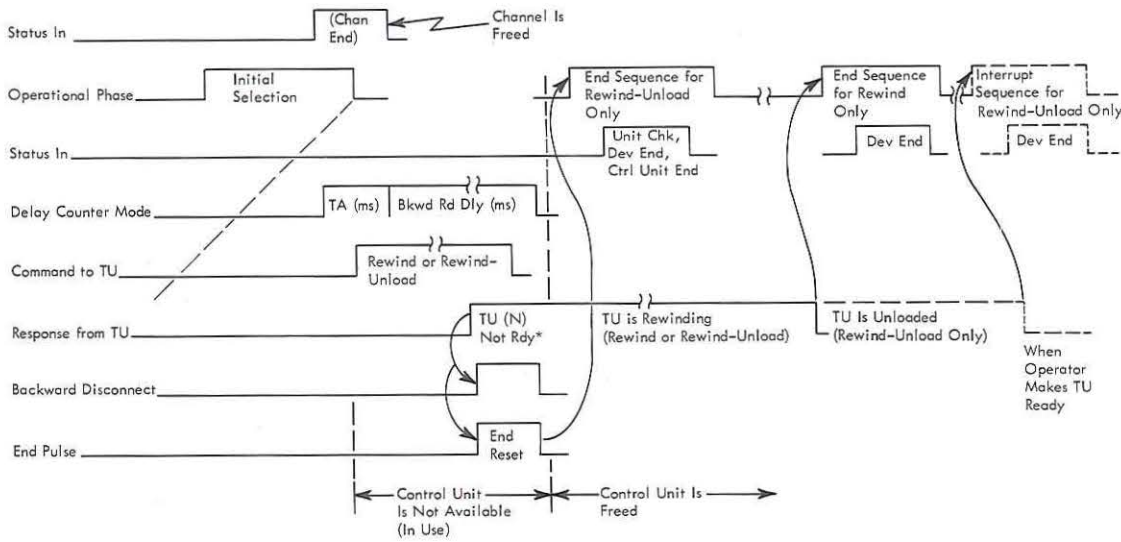 Status In
(Chan
End)
Channel Is
Freed
Operational Phase
Initial
Selection
End Sequence for
Rewind-Unload
Only
End Sequence
for Rewind
Only
Interrupt
Sequence for
Rewind-Unload Only
Status In
Unit Chk,
Dev End,
Ctrl Unit End
Dev End
Dev End
Delay Counter Mode
TA (ms)
Bkwd Rd Dly (ms)
Command to TU
Rewind or Rewind-
Unload
Response from TU
TU (N)
Not Rdy*
TU is Rewinding
(Rewind or Rewind-Unload)
TU Is Unloaded
(Rewind-Unload Only)
When
Operator
Makes TU
Ready
Backward Disconnect
End Pulse
End
Reset
Control Unit
Is Not Available
(In Use)
Control Unit Is
Freed